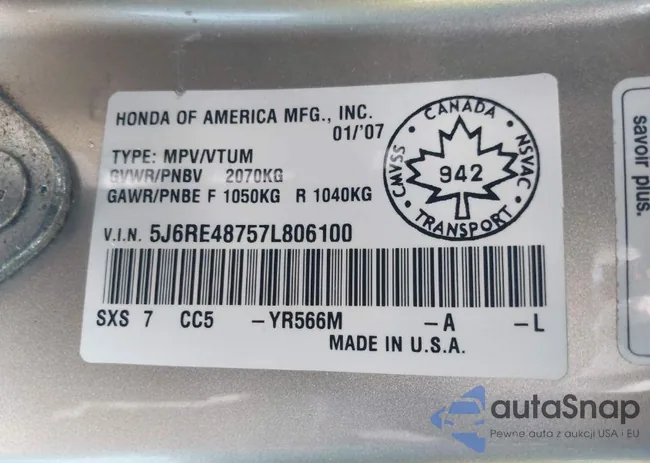 HONDA OF AMERICA MFG., INC.
01/'07
TYPE: MPV/VTUM
GVWR/PNBV 2070KG
GAWR/PNBE F 1050KG R 1040KG
V.I.N. 5J6RE48757L806100
SXS 7 CC5 -YR566M -A -L
MADE IN U.S.A.
CANADA
NSVAC
TRANSPORT
CMVSS
942
savoir plus.
autaSnap
Pewne auta z aukcji USA i EU